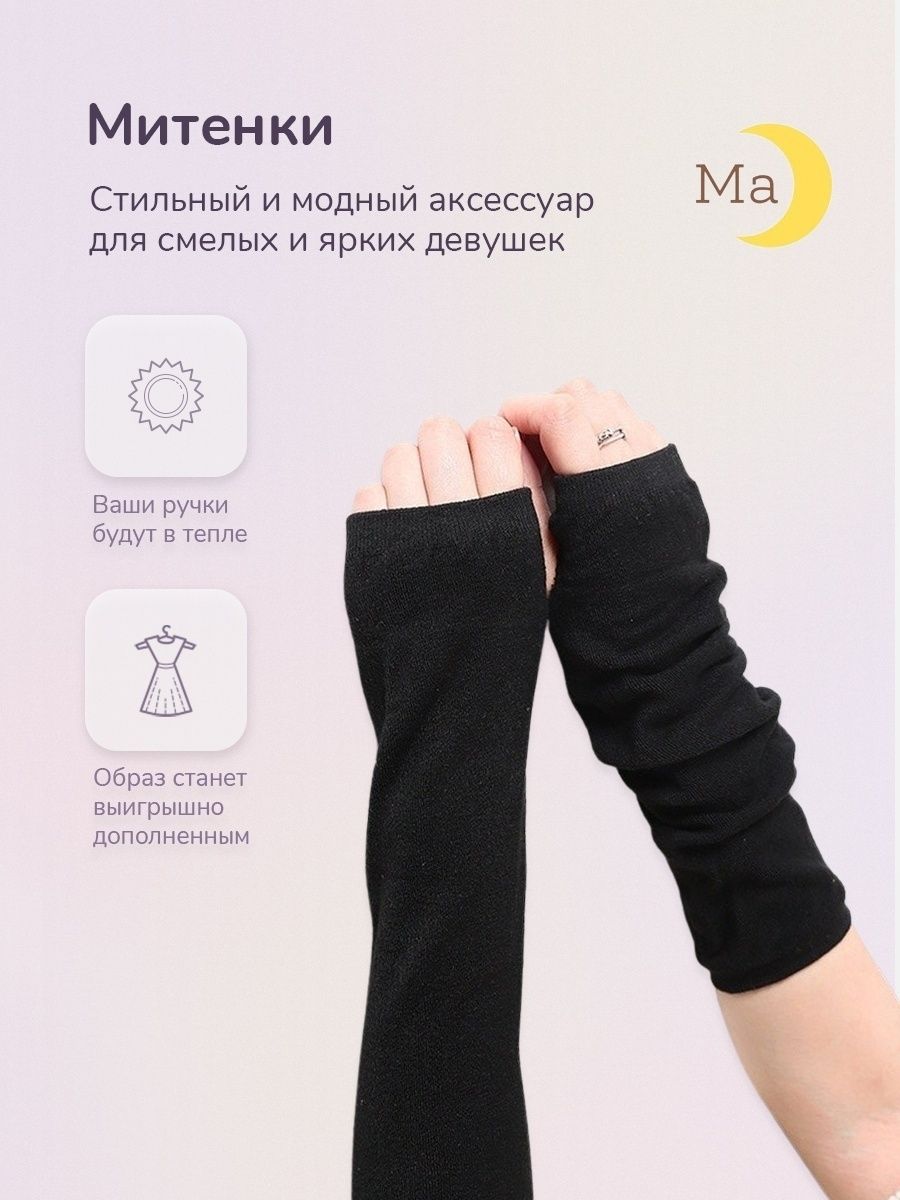 Митенки
Стильный и модный аксессуар
для смелых и ярких девушек
Ma
Ваши ручки
будут в тепле
Образ станет
выигрышно
дополненным